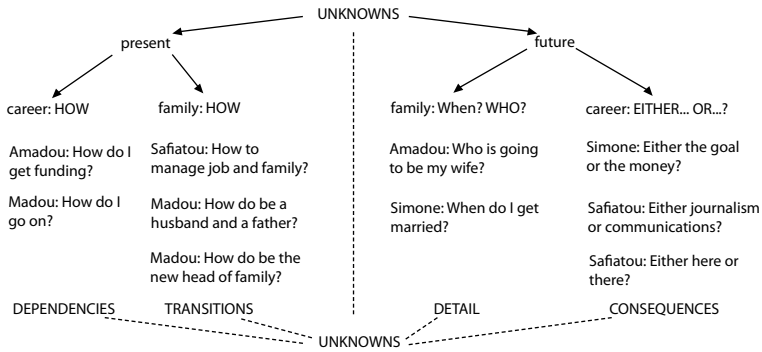 UNKNOWNS
present
future
career: HOW
family: HOW
family: When? WHO?
career: EITHER... OR...?
Amadou: How do I
get funding?
Madou: How do I
go on?
Safiatou: How to
manage job and family?
Madou: How do be a
husband and a father?
Madou: How do be the
new head of family?
Amadou: Who is going
to be my wife?
Simone: When do I get
married?
Simone: Either the goal
or the money?
Safiatou: Either journalism
or communications?
Safiatou: Either here or
there?
DEPENDENCIES
TRANSITIONS
DETAIL
CONSEQUENCES
UNKNOWNS